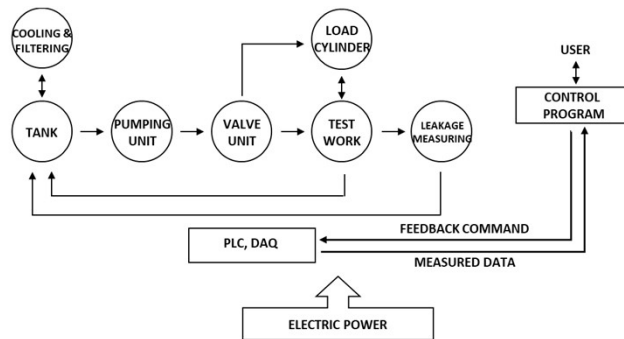 COOLING &
FILTERING
LOAD
CYLINDER
USER
CONTROL
PROGRAM
TANK
PUMPING
UNIT
VALVE
UNIT
TEST
WORK
LEAKAGE
MEASURING
FEEDBACK COMMAND
PLC, DAQ
MEASURED DATA
ELECTRIC POWER